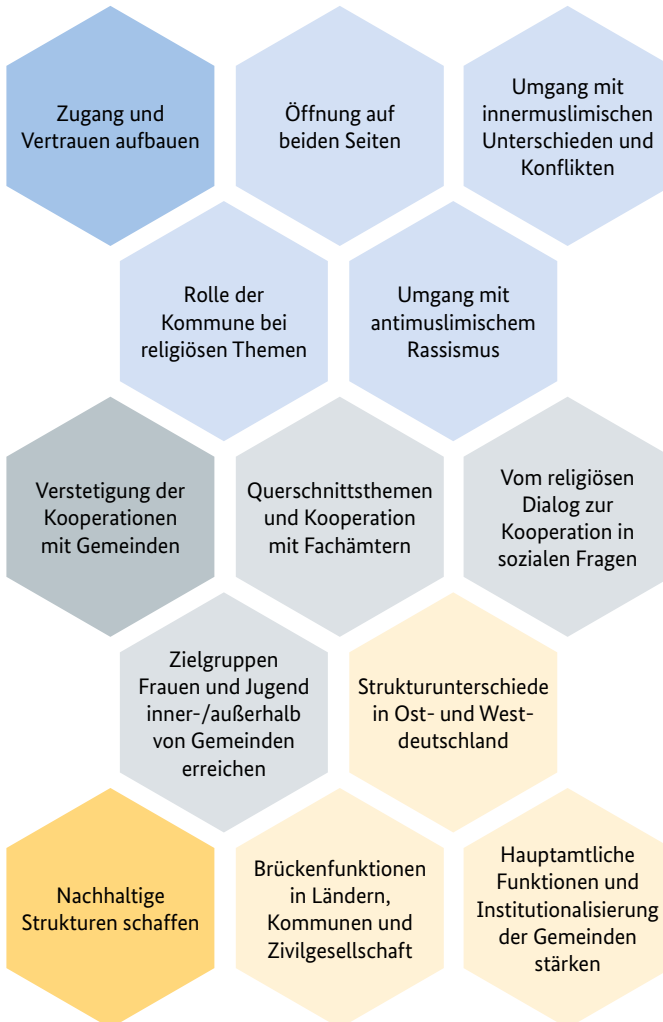 Zugang und
Vertrauen aufbauen
Öffnung auf
beiden Seiten
Umgang mit
innermuslimischen
Unterschieden und
Konflikten
Rolle der
Kommune bei
religiösen Themen
Umgang mit
antimuslimischem
Rassismus
Verstetigung der
Kooperationen
mit Gemeinden
Querschnittsthemen
und Kooperation
mit Fachämtern
Vom religiösen
Dialog zur
Kooperation in
sozialen Fragen
Zielgruppen
Frauen und Jugend
inner-/außerhalb
von Gemeinden
erreichen
Strukturunterschiede
in Ost- und West-
deutschland
Nachhaltige
Strukturen schaffen
Brückenfunktionen
in Ländern,
Kommunen und
Zivilgesellschaft
Hauptamtliche
Funktionen und
Institutionalisierung
der Gemeinden
stärken